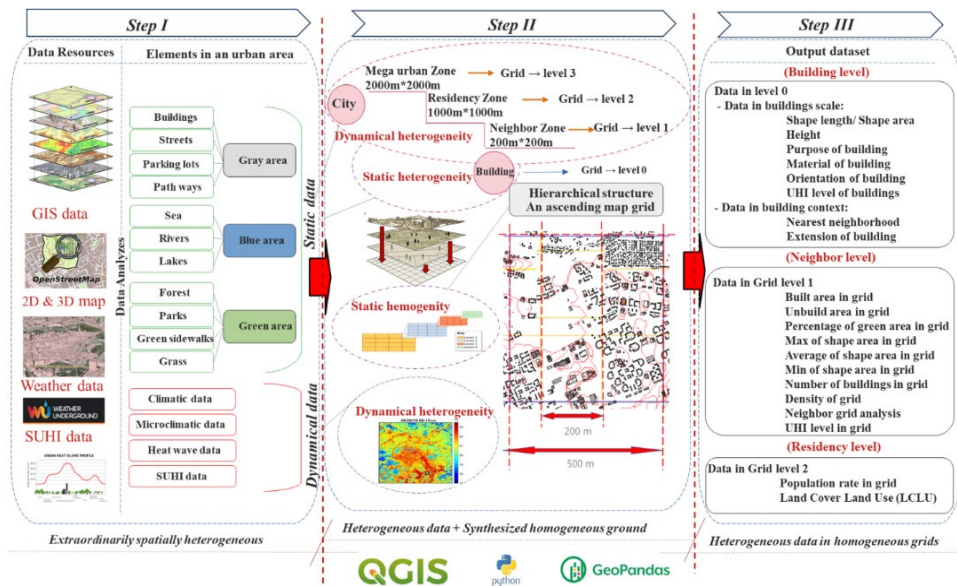 Step I
Data Resources
Elements in an urban area
GIS data
OpenStreetMap
2D & 3D map
Weather data
WEATHER
UNDERGROUND
SUHI data
URBAN HEAT ISLAND PROFILE
Data Analyzes
Buildings
Streets
Parking lots
Path ways
Gray area
Sea
Rivers
Lakes
Blue area
Forest
Parks
Green sidewalks
Grass
Green area
Climatic data
Microclimatic data
Heat wave data
SUHI data
Static data
Dynamical data
Extraordinarily spatially heterogeneous
Step II
Mega urban Zone
2000m*2000m
Grid → level 3
City
Residency Zone
1000m*1000m
Grid → level 2
Neighbor Zone
200m*200m
Grid → level 1
Dynamical heterogeneity
Static heterogeneity
Building
Grid → level 0
Hierarchical structure
An ascending map grid
Static hemogenity
Dynamical heterogeneity
200 m
500 m
Heterogeneous data + Synthesized homogeneous ground
Step III
Output dataset
(Building level)
Data in level 0
- Data in buildings scale:
Shape length/ Shape area
Height
Purpose of building
Material of building
Orientation of building
UHI level of buildings
- Data in building context:
Nearest neighborhood
Extension of building
(Neighbor level)
Data in Grid level 1
Built area in grid
Unbuild area in grid
Percentage of green area in grid
Max of shape area in grid
Average of shape area in grid
Min of shape area in grid
Number of buildings in grid
Density of grid
Neighbor grid analysis
UHI level in grid
(Residency level)
Data in Grid level 2
Population rate in grid
Land Cover Land Use (LCLU)
Heterogeneous data in homogeneous grids
QGIS
python
GeoPandas